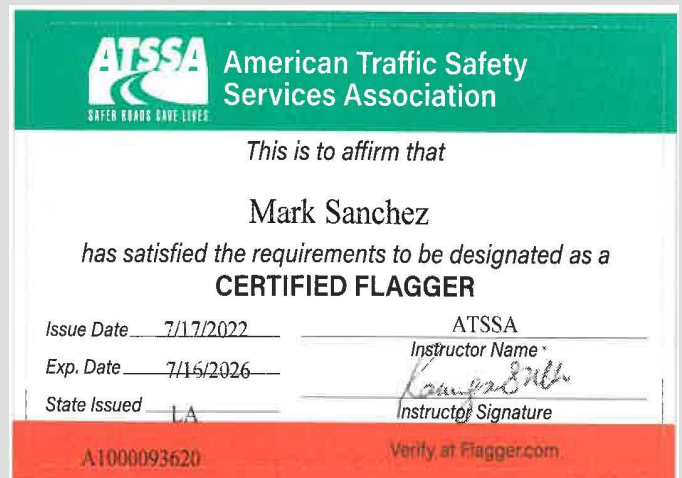 ATSSA
SAFER ROADS SAVE LIVES
American Traffic Safety
Services Association
This is to affirm that
Mark Sanchez
has satisfied the requirements to be designated as a
CERTIFIED FLAGGER
Issue Date 7/17/2022
ATSSA
Instructor Name
Exp. Date 7/16/2026
State Issued LA
Instructor Signature
A1000093620
Verify at Flagger.com